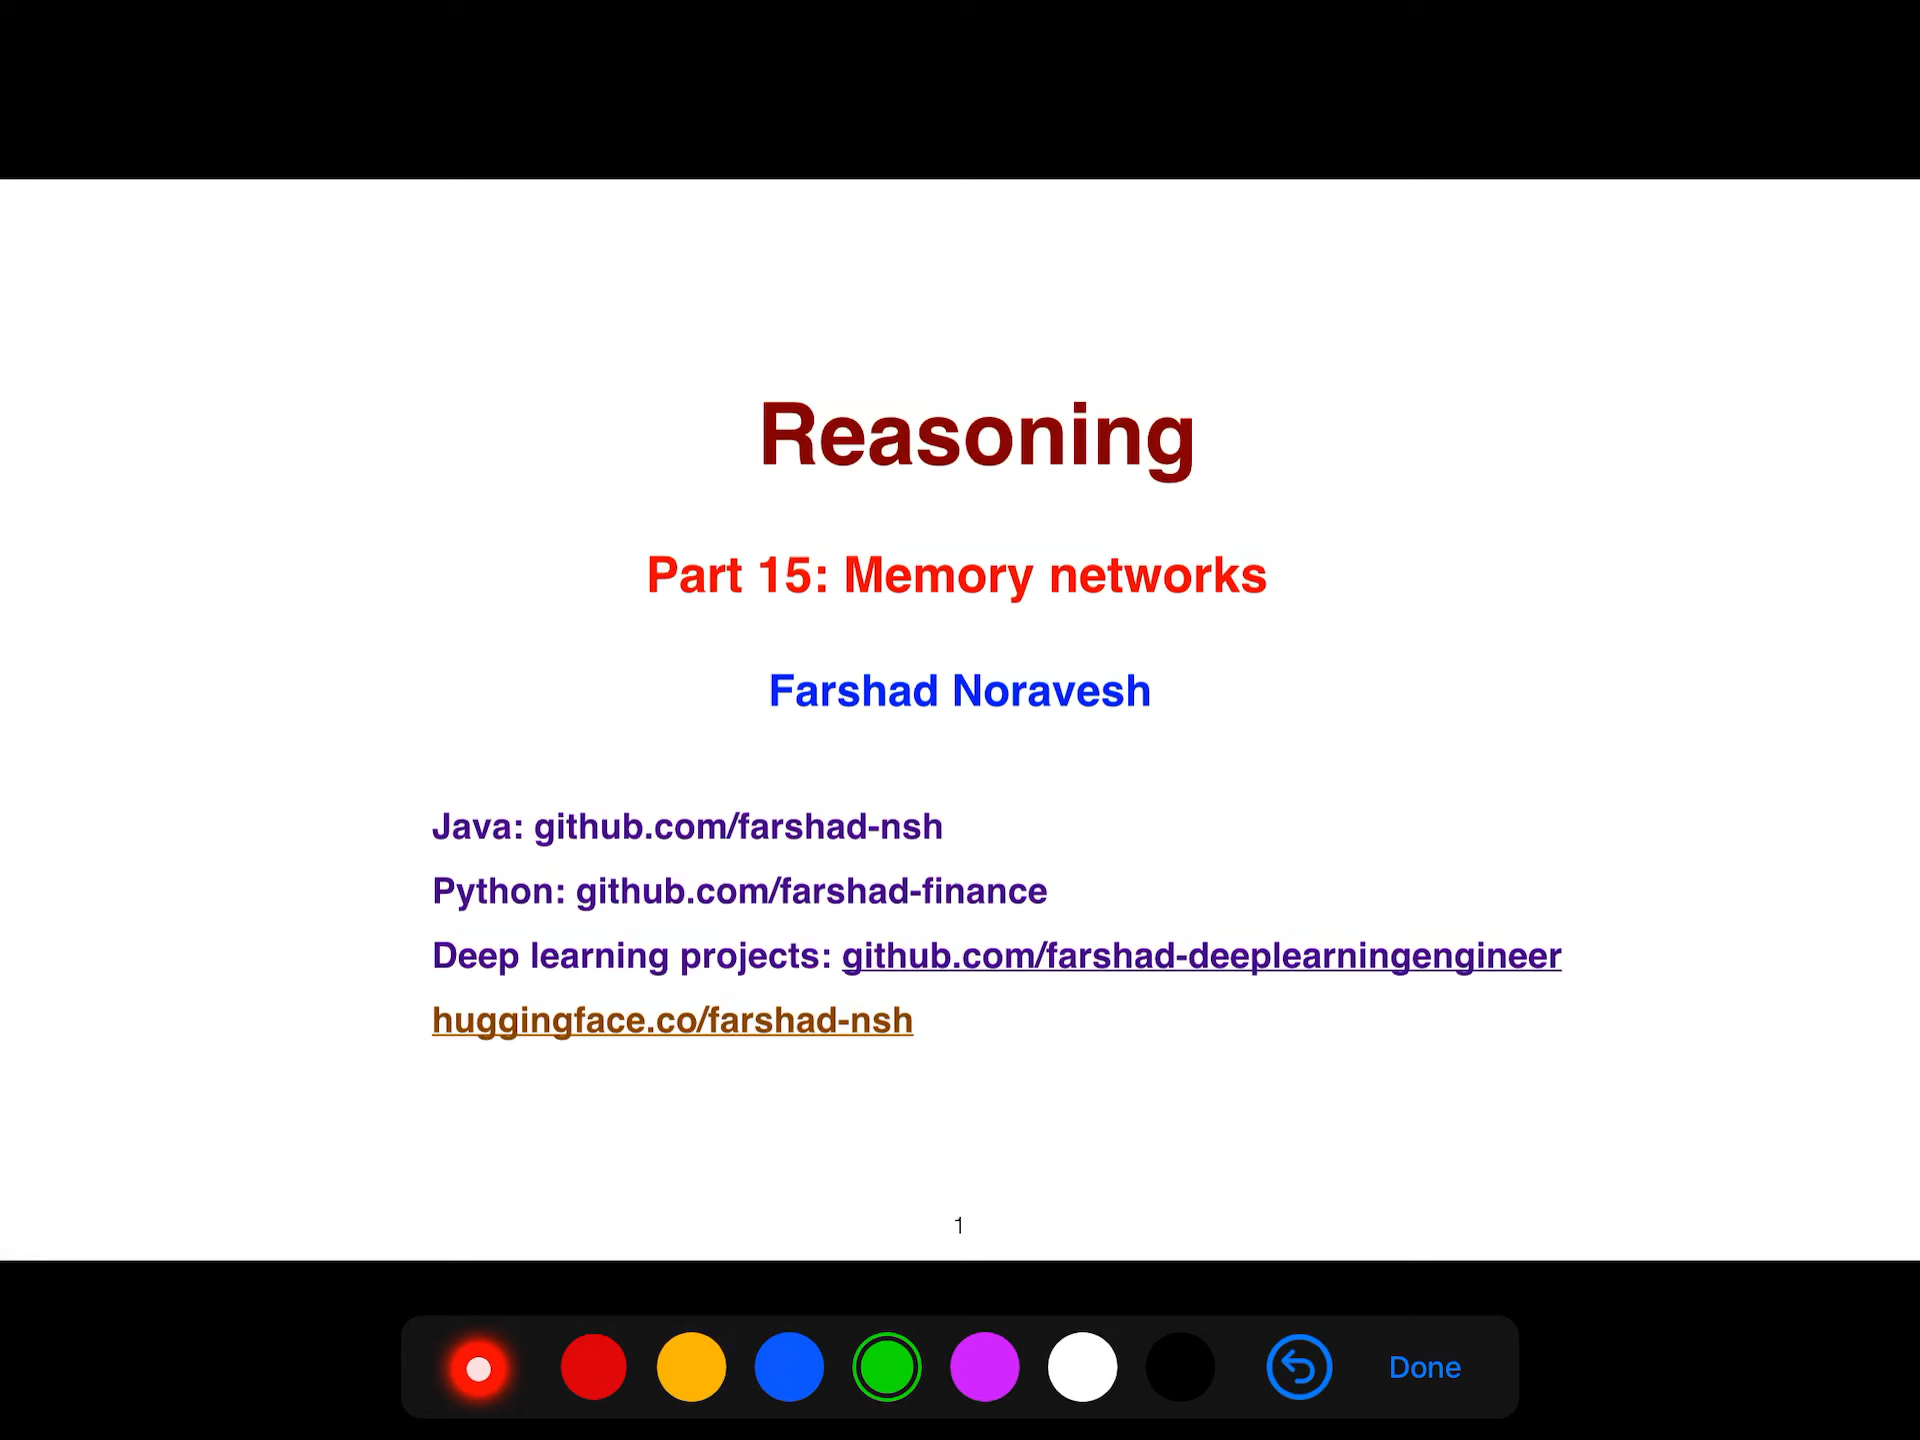 Reasoning
Part 15: Memory networks
Farshad Noravesh
Java: github.com/farshad-nsh
Python: github.com/farshad-finance
Deep learning projects: github.com/farshad-deeplearningengineer
huggingface.co/farshad-nsh
1
Done